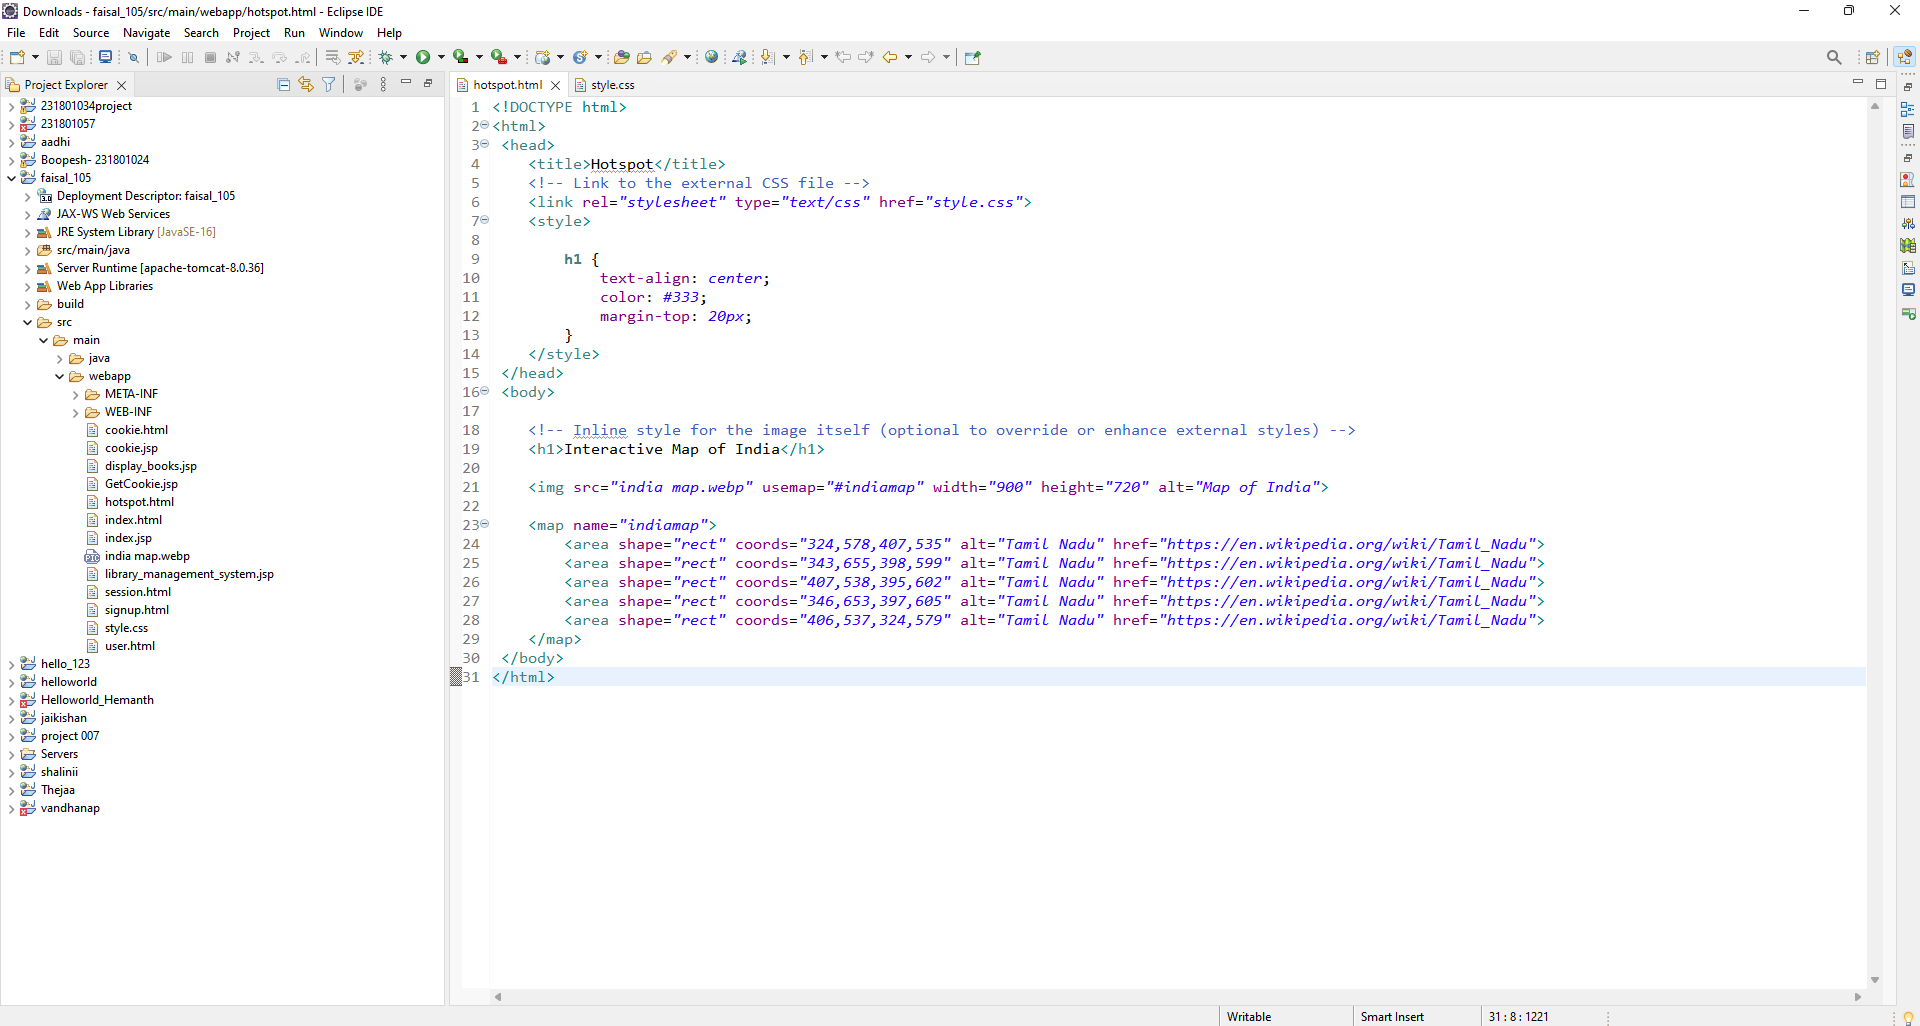 Downloads - faisal_105/src/main/webapp/hotspot.html - Eclipse IDE
File Edit Source Navigate Search Project Run Window Help
Project Explorer
231801034project
231801057
aadhi
Boopesh- 231801024
faisal_105
Deployment Descriptor: faisal_105
JAX-WS Web Services
JRE System Library [JavaSE-16]
src/main/java
Server Runtime [apache-tomcat-8.0.36]
Web App Libraries
build
src
main
java
webapp
META-INF
WEB-INF
cookie.html
cookie.jsp
display_books.jsp
GetCookie.jsp
hotspot.html
index.html
index.jsp
india map.webp
library_management_system.jsp
session.html
signup.html
style.css
user.html
hello_123
helloworld
Helloworld_Hemanth
jaikishan
project 007
Servers
shalinii
Thejaa
vandhanap
hotspot.html style.css
1 <!DOCTYPE html>
2 <html>
3 <head>
4 <title>Hotspot</title>
5 <!-- Link to the external CSS file -->
6 <link rel="stylesheet" type="text/css" href="style.css">
7 <style>
8
9 h1 {
10 text-align: center;
11 color: #333;
12 margin-top: 20px;
13 }
14 </style>
15 </head>
16 <body>
17
18 <!-- Inline style for the image itself (optional to override or enhance external styles) -->
19 <h1>Interactive Map of India</h1>
20
21 <img src="india map.webp" usemap="#indiamap" width="900" height="720" alt="Map of India">
22
23 <map name="indiamap">
24 <area shape="rect" coords="324,578,407,535" alt="Tamil Nadu" href="https://en.wikipedia.org/wiki/Tamil_Nadu">
25 <area shape="rect" coords="343,655,398,599" alt="Tamil Nadu" href="https://en.wikipedia.org/wiki/Tamil_Nadu">
26 <area shape="rect" coords="407,538,395,602" alt="Tamil Nadu" href="https://en.wikipedia.org/wiki/Tamil_Nadu">
27 <area shape="rect" coords="346,653,397,605" alt="Tamil Nadu" href="https://en.wikipedia.org/wiki/Tamil_Nadu">
28 <area shape="rect" coords="406,537,324,579" alt="Tamil Nadu" href="https://en.wikipedia.org/wiki/Tamil_Nadu">
29 </map>
30 </body>
31 </html>
Writable Smart Insert 31 : 8 : 1221